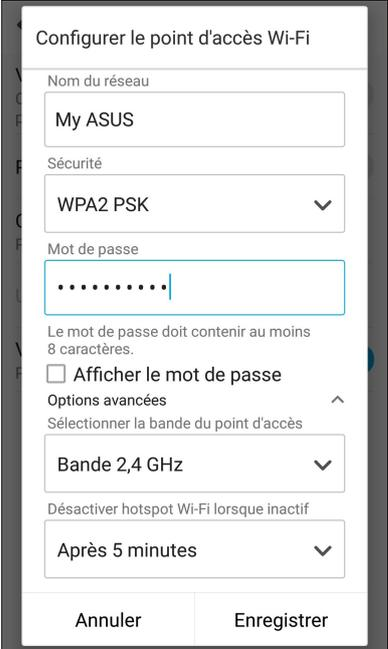 Configurer le point d'accès Wi-Fi
Nom du réseau
My ASUS
Sécurité
WPA2 PSK
Mot de passe
••••••••••
Le mot de passe doit contenir au moins
8 caractères.
Afficher le mot de passe
Options avancées
Sélectionner la bande du point d'accès
Bande 2,4 GHz
Désactiver hotspot Wi-Fi lorsque inactif
Après 5 minutes
Annuler
Enregistrer